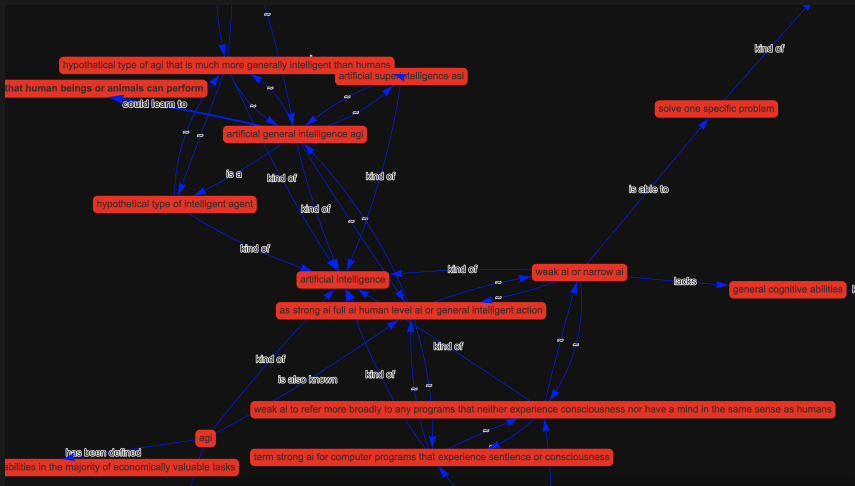 ~
kind of
hypothetical type of agi that is much more generally intelligent than humans
artificial superintelligence asi
that human beings or animals can perform
~
~
~
could learn to
~
~
solve one specific problem
~
~
artificial general intelligence agi
is a
kind of
kind of
is able to
hypothetical type of intelligent agent
kind of
~
~
kind of
kind of
weak ai or narrow ai
artificial intelligence
~
lacks
general cognitive abilities
~
as strong ai full ai human level ai or general intelligent action
~
~
kind of
kind of
is also known
kind of
~
~
weak ai to refer more broadly to any programs that neither experience consciousness nor have a mind in the same sense as humans
~
agi
~
has been defined
term strong ai for computer programs that experience sentience or consciousness
abilities in the majority of economically valuable tasks